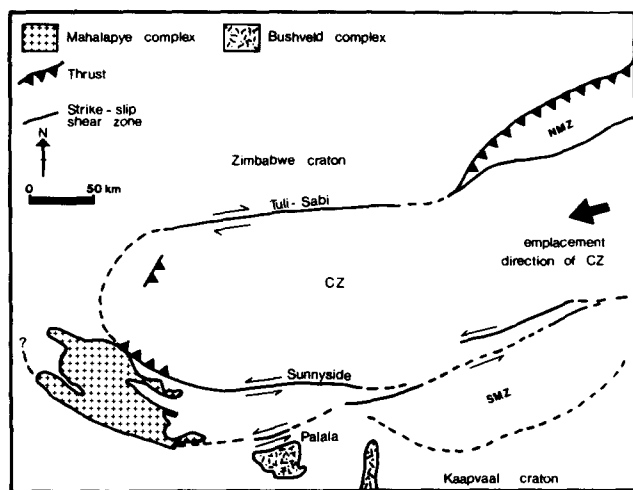 Mahalapye complex
Bushveld complex
Thrust
Strike-slip
shear zone
N
0 50 km
Zimbabwe craton
NMZ
Tuli-Sabi
emplacement
direction of CZ
CZ
?
Sunnyside
SMZ
Palala
Kaapvaal craton